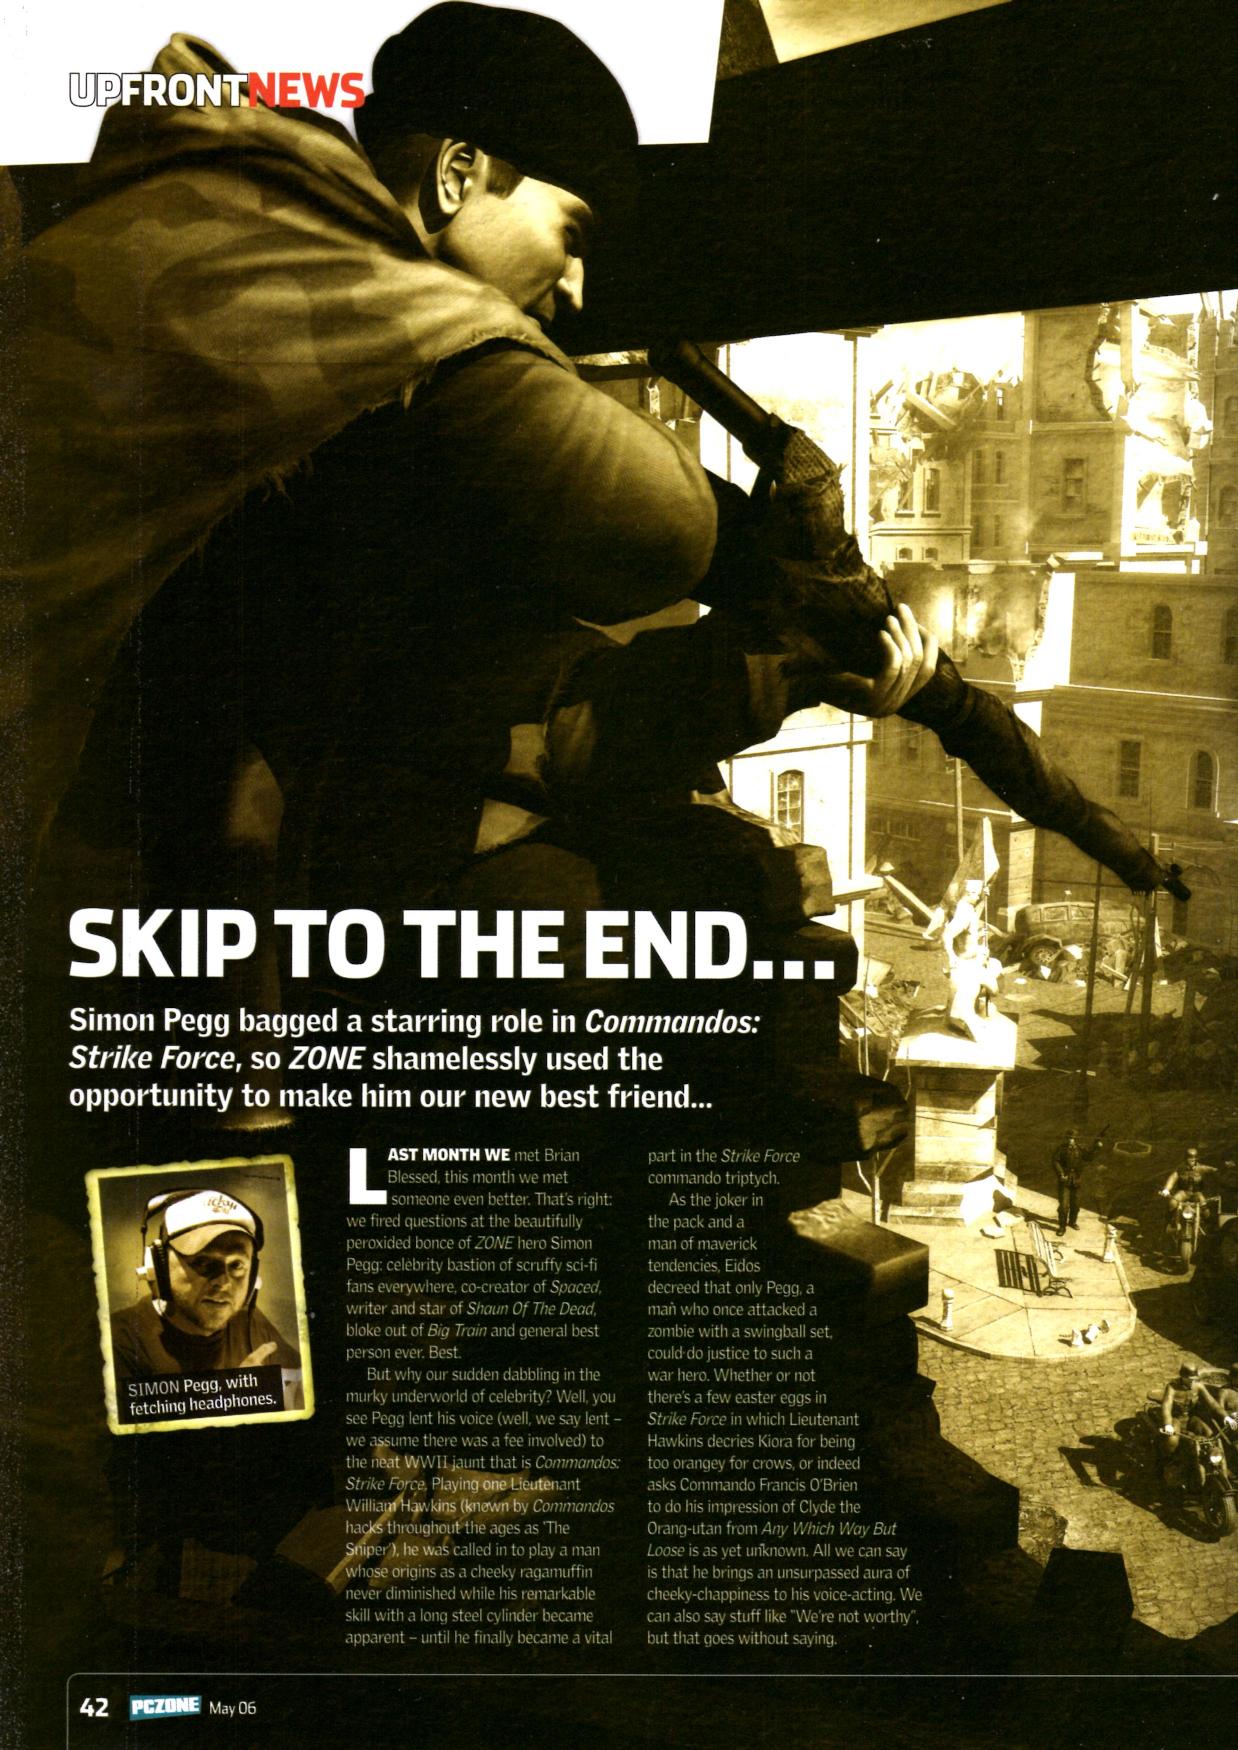 UPFRONTNEWS
SKIP TO THE END...
Simon Pegg bagged a starring role in Commandos:
Strike Force, so ZONE shamelessly used the
opportunity to make him our new best friend...
SIMON Pegg, with
fetching headphones.
LAST MONTH WE met Brian
Blessed, this month we met
someone even better. That's right:
we fired questions at the beautifully
peroxided bonce of ZONE hero Simon
Pegg: celebrity bastion of scruffy sci-fi
fans everywhere, co-creator of Spaced,
writer and star of Shaun Of The Dead,
bloke out of Big Train and general best
person ever. Best.
But why our sudden dabbling in the
murky underworld of celebrity? Well, you
see Pegg lent his voice (well, we say lent –
we assume there was a fee involved) to
the neat WWII jaunt that is Commandos:
Strike Force. Playing one Lieutenant
William Hawkins (known by Commandos
hacks throughout the ages as 'The
Sniper'), he was called in to play a man
whose origins as a cheeky ragamuffin
never diminished while his remarkable
skill with a long steel cylinder became
apparent – until he finally became a vital
part in the Strike Force
commando triptych.
As the joker in
the pack and a
man of maverick
tendencies, Eidos
decreed that only Pegg, a
man who once attacked a
zombie with a swingball set,
could do justice to such a
war hero. Whether or not
there's a few easter eggs in
Strike Force in which Lieutenant
Hawkins decries Kiora for being
too orangey for crows, or indeed
asks Commando Francis O'Brien
to do his impression of Clyde the
Orang-utan from Any Which Way But
Loose is as yet unknown. All we can say
is that he brings an unsurpassed aura of
cheeky-chappiness to his voice-acting. We
can also say stuff like "We're not worthy",
but that goes without saying.
42 PCZONE May 06